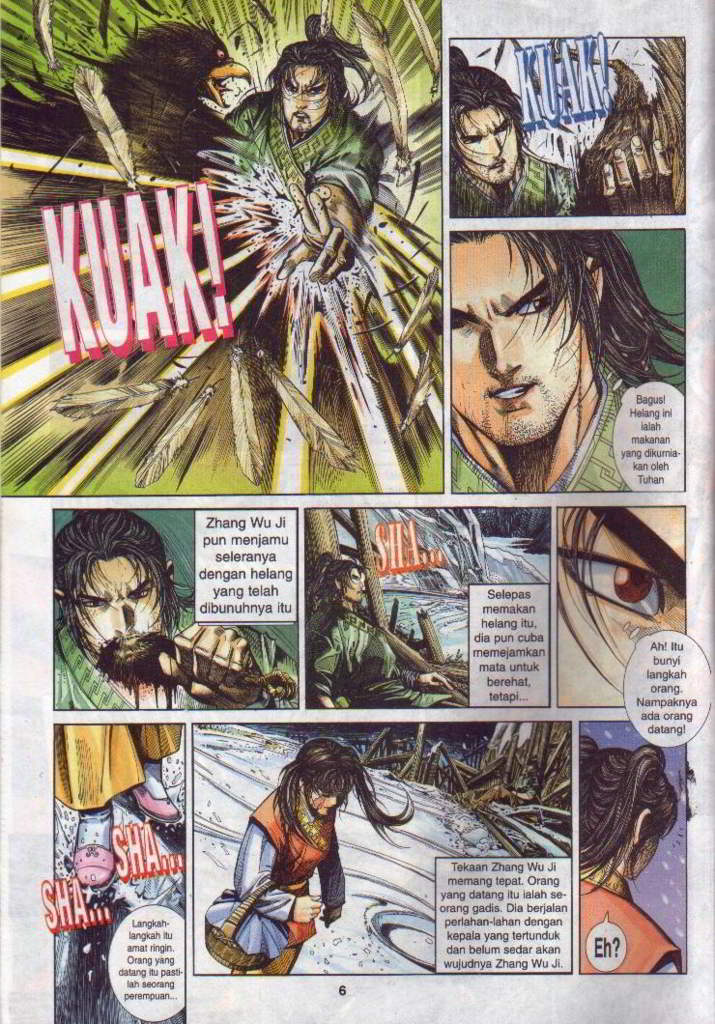 KUAK!
KUAK!
Bagus!
Helang ini
ialah
makanan
yang dikurnia-
kan oleh
Tuhan
Zhang Wu Ji
pun menjamu
seleranya
dengan helang
yang telah
dibunuhnya itu
SHA...
Selepas
memakan
helang itu,
dia pun cuba
memejamkan
mata untuk
berehat,
tetapi...
Ah! Itu
bunyi
langkah
orang.
Nampaknya
ada orang
datang!
SHA...
SHA...
Langkah-
langkah itu
amat ringin.
Orang yang
datang itu pasti-
lah seorang
perempuan...
Tekaan Zhang Wu Ji
memang tepat. Orang
yang datang itu ialah se-
orang gadis. Dia berjalan
perlahan-lahan dengan
kepala yang tertunduk
dan belum sedar akan
wujudnya Zhang Wu Ji.
Eh?
6